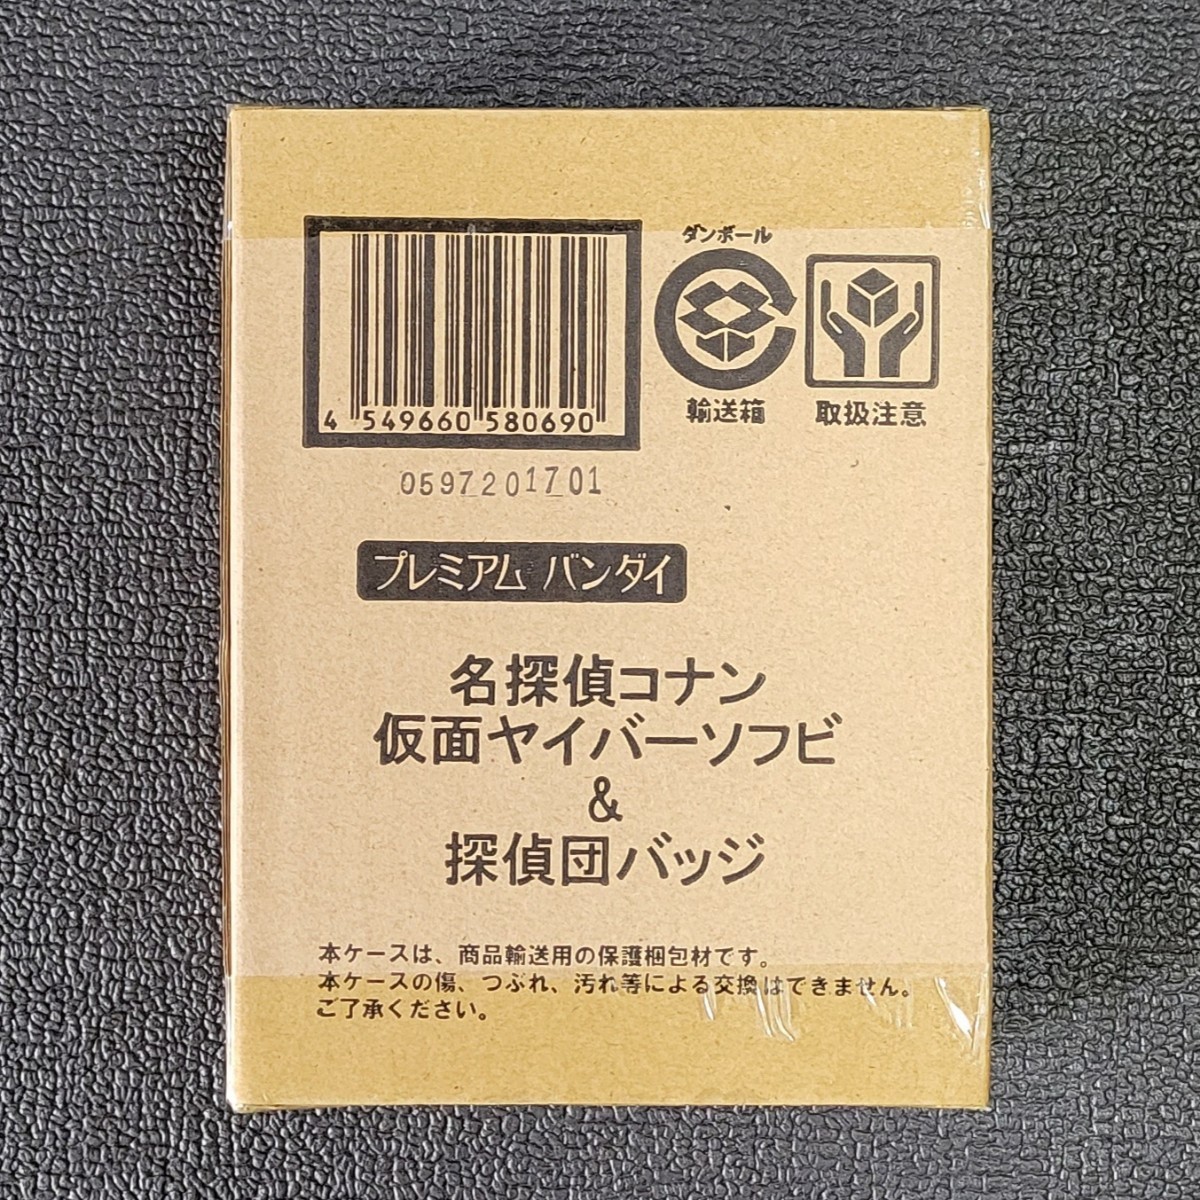 ダンボール
4 549660 580690
輸送箱
取扱注意
0597201701
プレミアム バンダイ
名探偵コナン
仮面ヤイバーソフビ
&
探偵団バッジ
本ケースは、商品輸送用の保護梱包材です。
本ケースの傷、つぶれ、汚れ等による交換はできません。
ご了承ください。